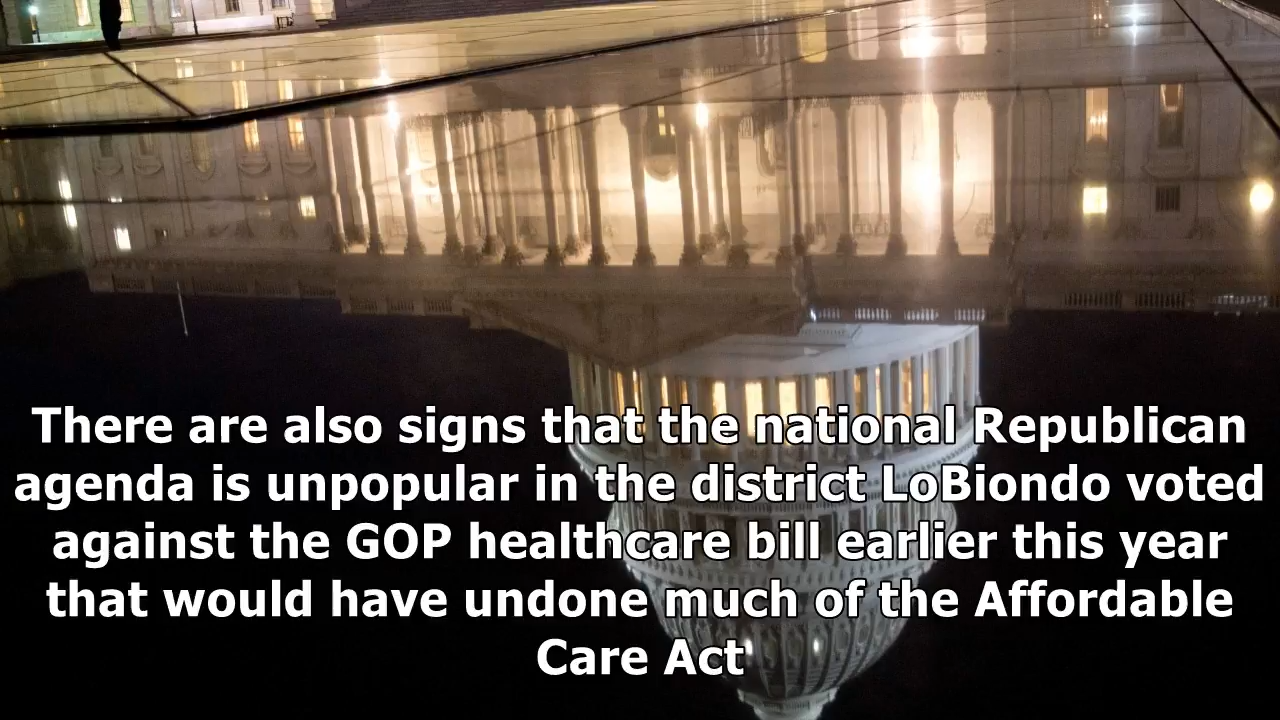 There are also signs that the national Republican
agenda is unpopular in the district LoBiondo voted
against the GOP healthcare bill earlier this year
that would have undone much of the Affordable
Care Act